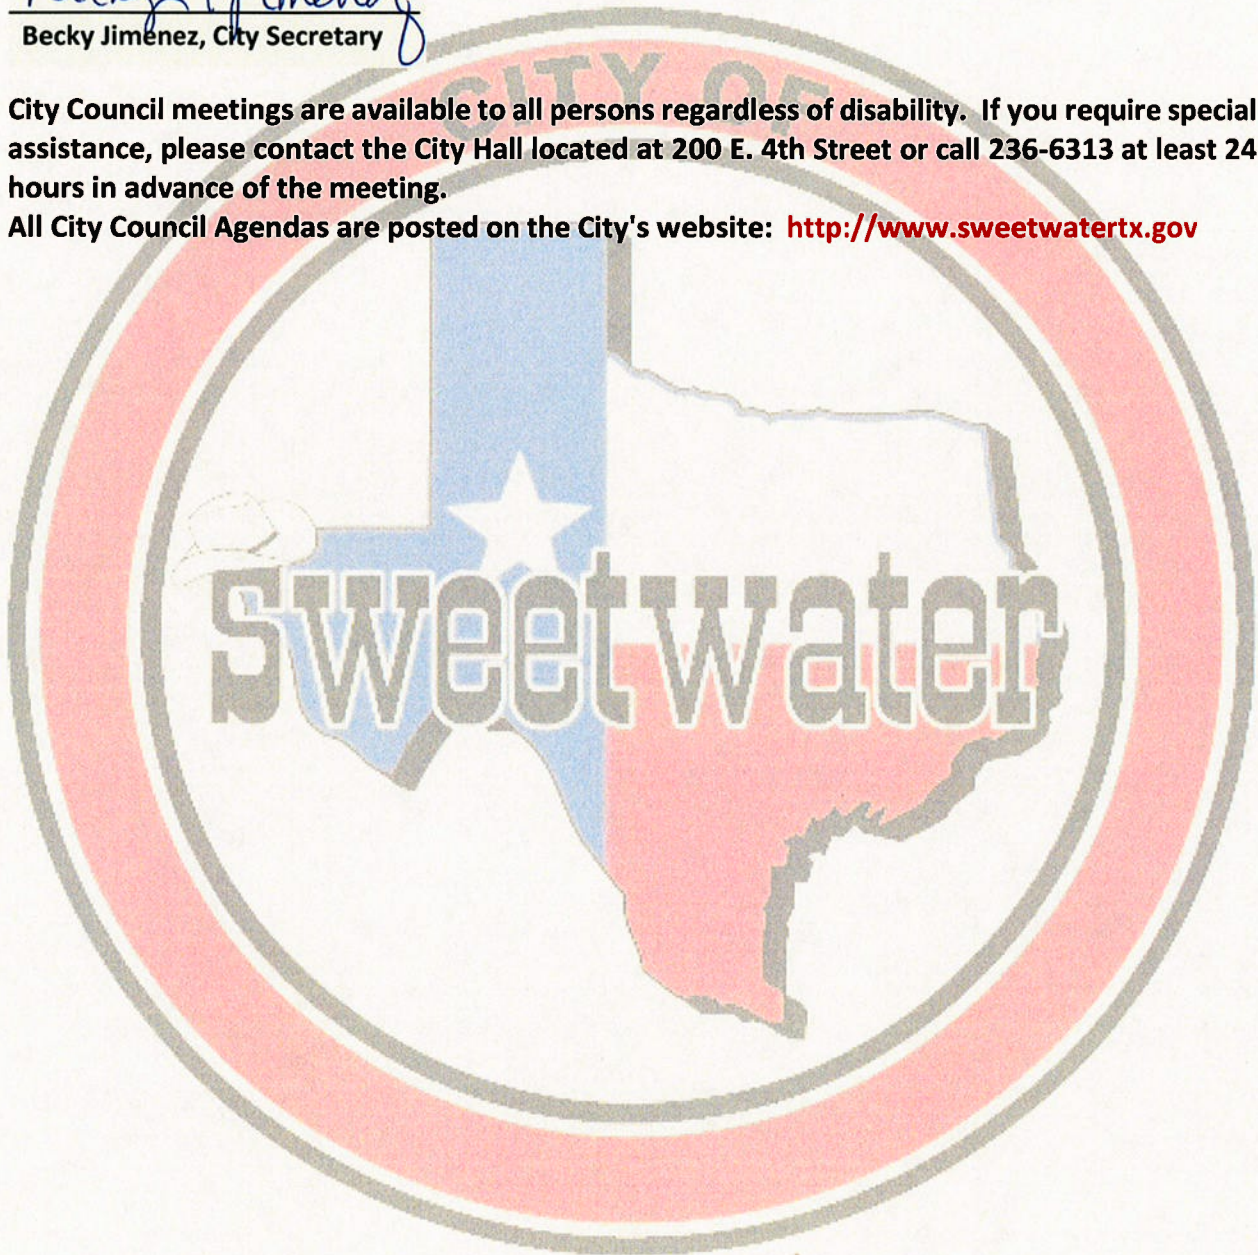 Becky Jimenez, City Secretary
CITY OF
City Council meetings are available to all persons regardless of disability.  If you require special
assistance, please contact the City Hall located at 200 E. 4th Street or call 236-6313 at least 24
hours in advance of the meeting.
All City Council Agendas are posted on the City's website:  http://www.sweetwatertx.gov
sweetwater